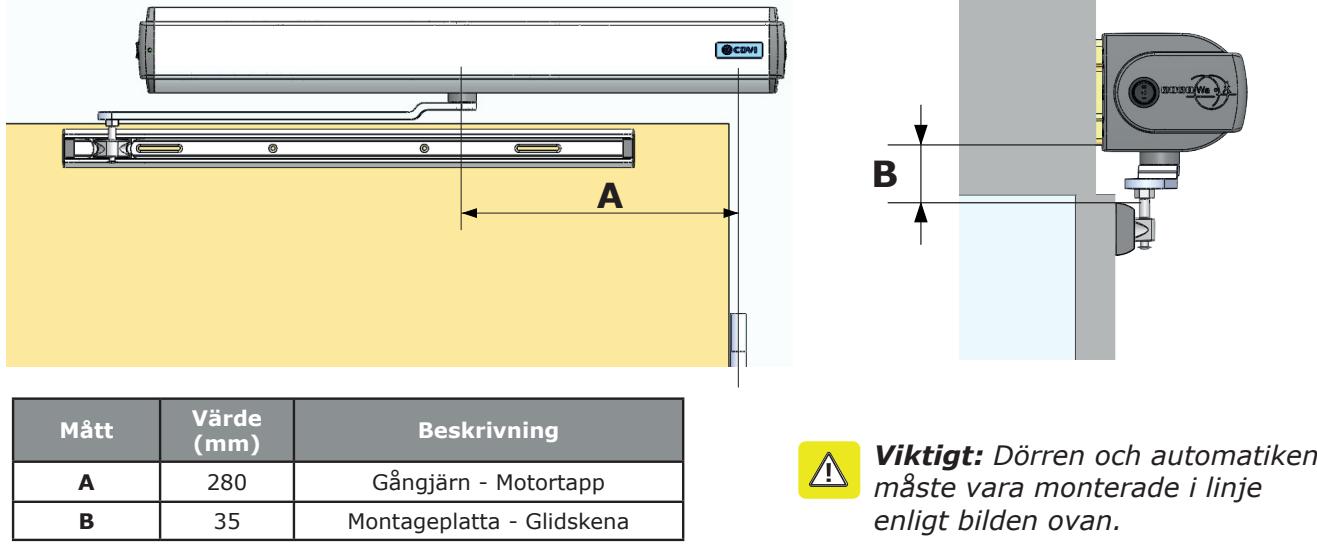 CDVI
A
B
Mått Värde (mm) Beskrivning
A 280 Gångjärn - Motortapp
B 35 Montageplatta - Glidskena
Viktigt: Dörren och automatiken
måste vara monterade i linje
enligt bilden ovan.